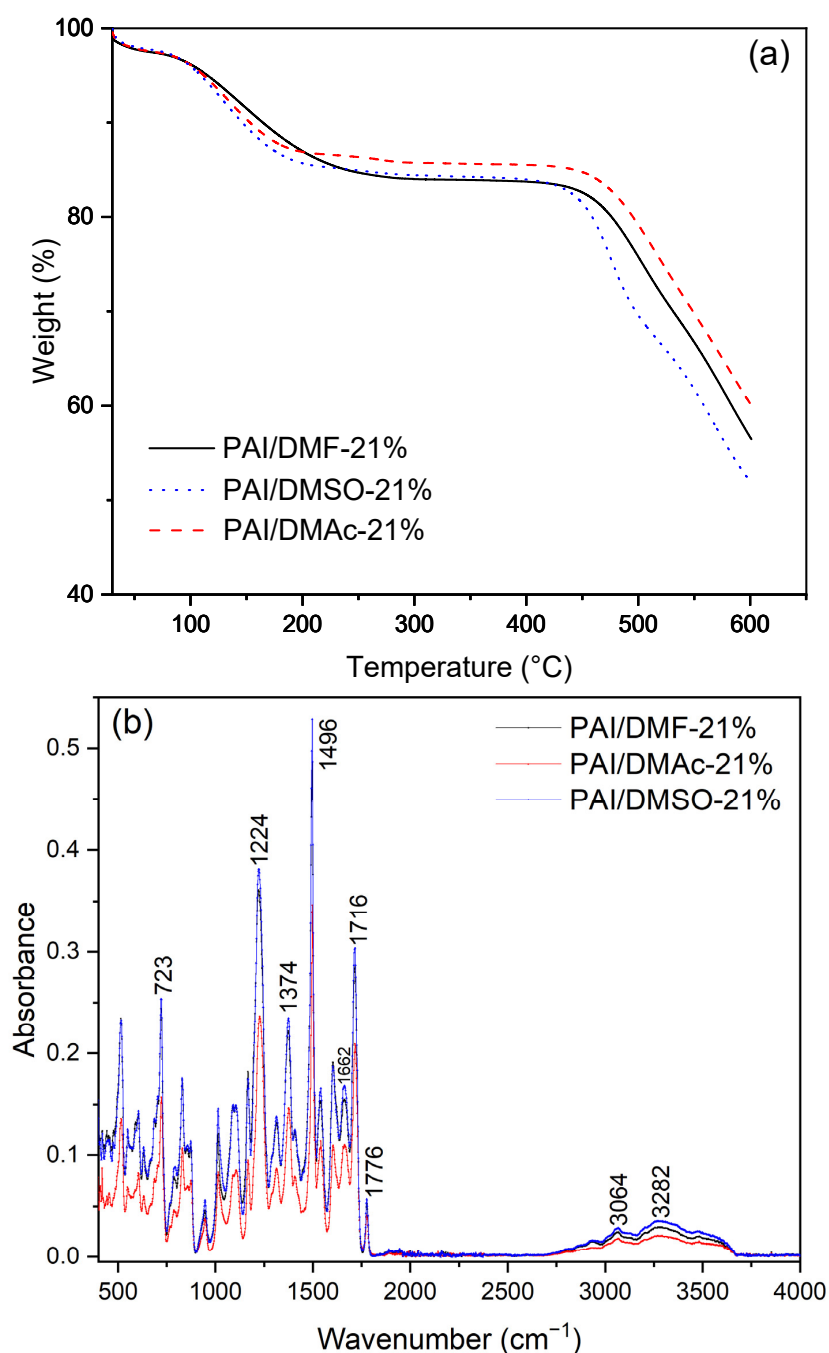 (a)
100
80
60
40
Weight (%)
PAI/DMF-21%
PAI/DMSO-21%
PAI/DMAc-21%
100 200 300 400 500 600
Temperature (°C)
(b)
PAI/DMF-21%
PAI/DMAc-21%
PAI/DMSO-21%
0.5
0.4
0.3
0.2
0.1
0.0
Absorbance
723
1224
1374
1496
1662
1716
1776
3064
3282
500 1000 1500 2000 2500 3000 3500 4000
Wavenumber (cm⁻¹)